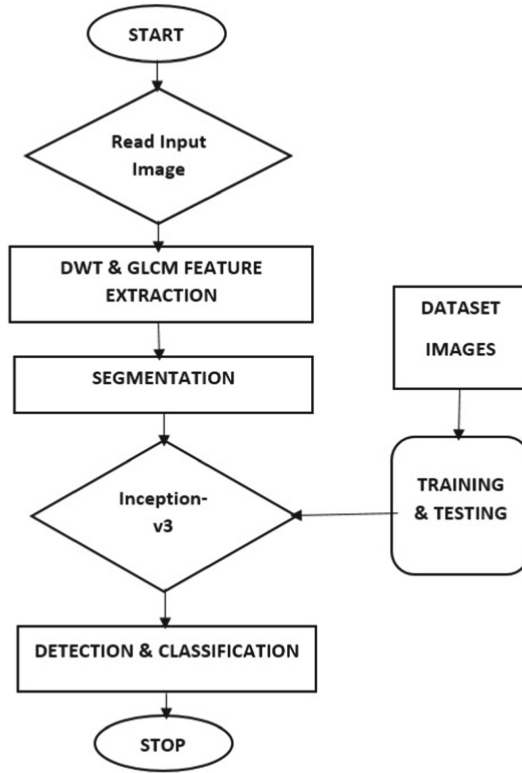 START
Read Input
Image
DWT & GLCM FEATURE
EXTRACTION
SEGMENTATION
DATASET
IMAGES
Inception-
v3
TRAINING
& TESTING
DETECTION & CLASSIFICATION
STOP